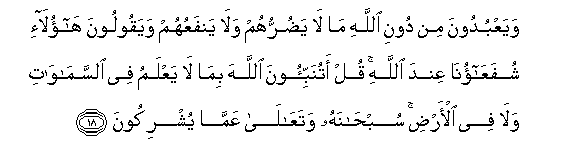 وَيَعْبُدُونَ مِن دُونِ ٱللَّهِ مَا لَا يَضُرُّهُمْ وَلَا يَنفَعُهُمْ وَيَقُولُونَ هَـٰٓؤُلَآءِ
شُفَعَـٰٓؤُنَا عِندَ ٱللَّهِ ۚ قُلْ أَتُنَبِّـُٔونَ ٱللَّهَ بِمَا لَا يَعْلَمُ فِى ٱلسَّمَـٰوَٰتِ
وَلَا فِى ٱلْأَرْضِ ۚ سُبْحَـٰنَهُۥ وَتَعَـٰلَىٰ عَمَّا يُشْرِكُونَ ﴿١٨﴾